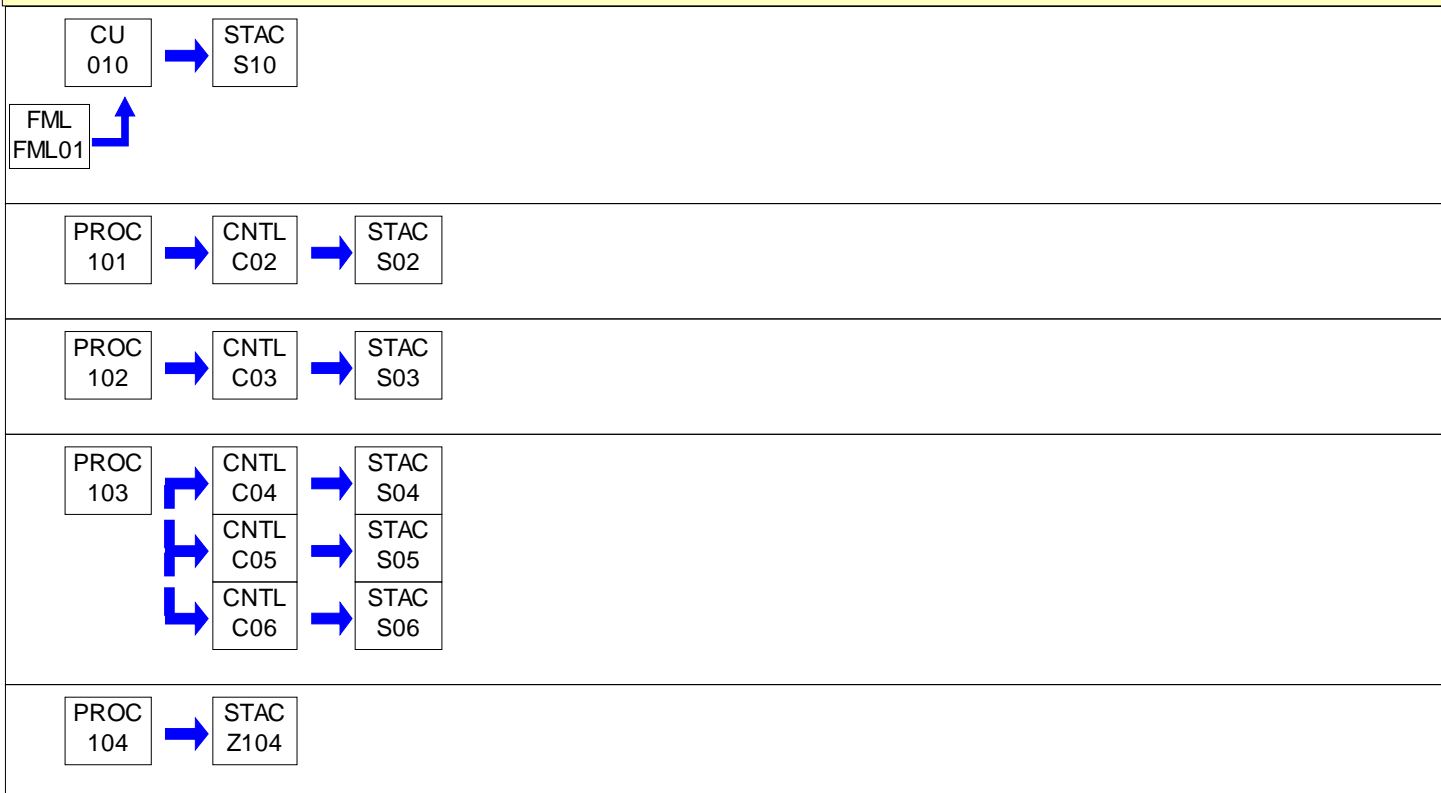 CU
010
STAC
S10
FML
FML01
PROC
101
CNTL
C02
STAC
S02
PROC
102
CNTL
C03
STAC
S03
PROC
103
CNTL
C04
STAC
S04
CNTL
C05
STAC
S05
CNTL
C06
STAC
S06
PROC
104
STAC
Z104